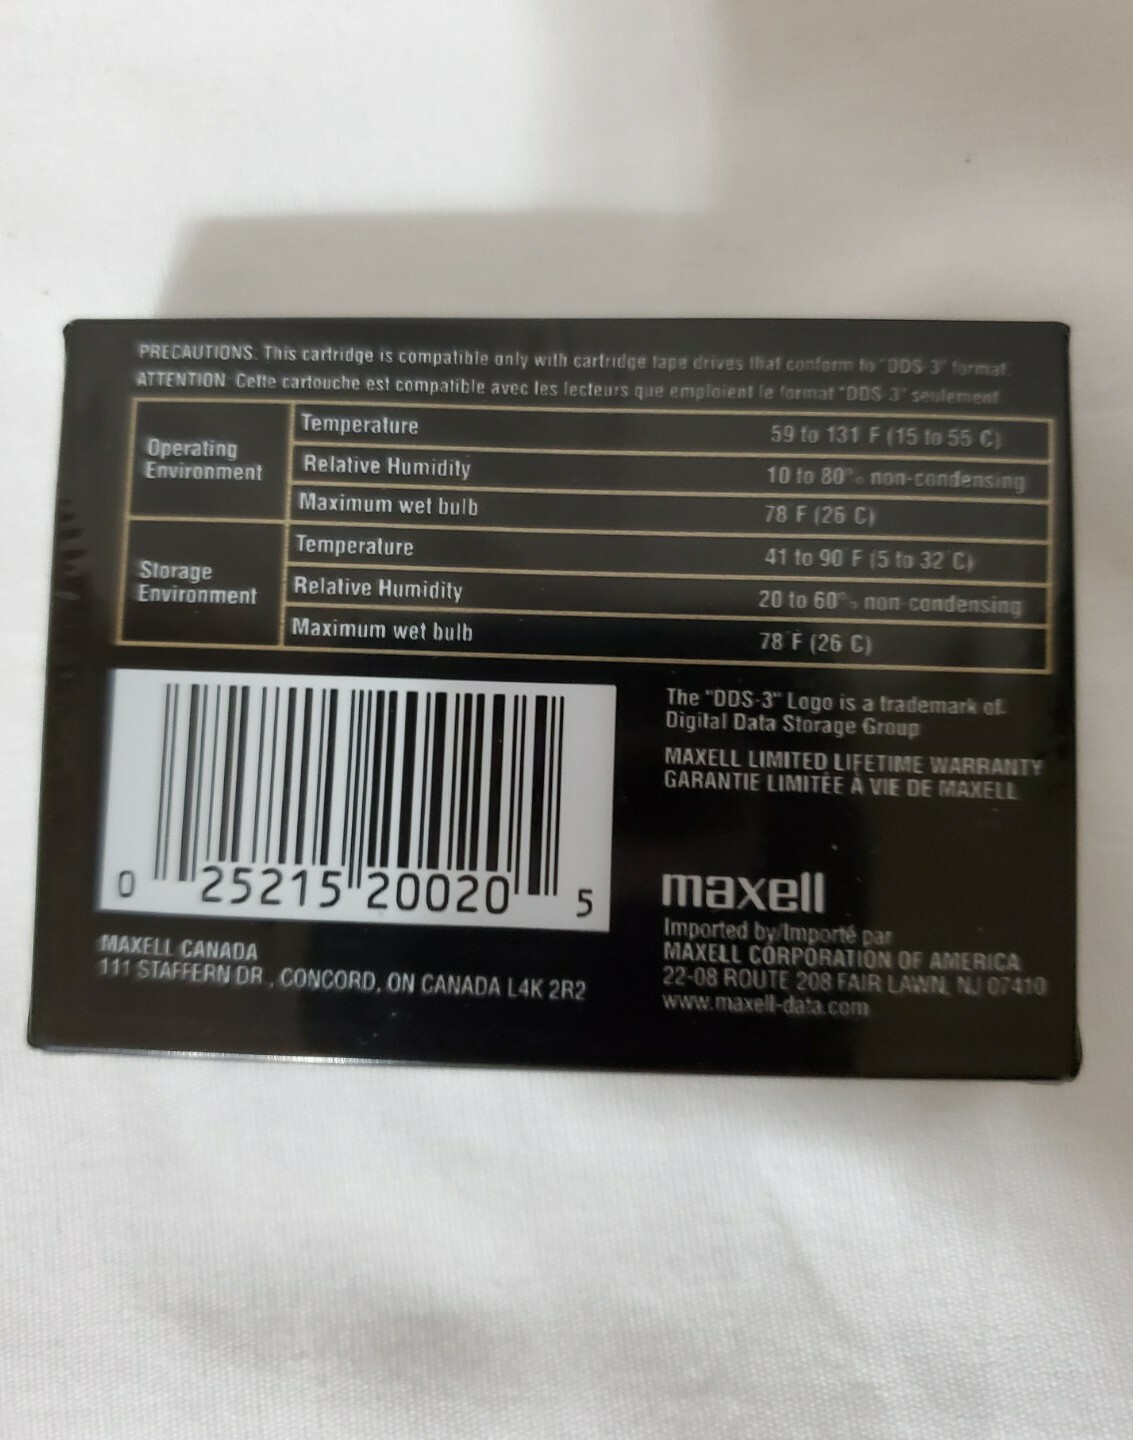 PRECAUTIONS: This cartridge is compatible only with cartridge tape drives that conform to "DDS-3" format.
ATTENTION: Cette cartouche est compatible avec les lecteurs que emploient le format "DDS-3" seulement
Operating
Environment
Temperature 59 to 131 F (15 to 55 C)
Relative Humidity 10 to 80% non-condensing
Maximum wet bulb 78 F (26 C)
Storage
Environment
Temperature 41 to 90 F (5 to 32 C)
Relative Humidity 20 to 60% non-condensing
Maximum wet bulb 78 F (26 C)
0 25215 20020 5
MAXELL CANADA
111 STAFFERN DR., CONCORD, ON CANADA L4K 2R2
The "DDS-3" Logo is a trademark of
Digital Data Storage Group
MAXELL LIMITED LIFETIME WARRANTY
GARANTIE LIMITÉE À VIE DE MAXELL
maxell
Imported by/Importé par
MAXELL CORPORATION OF AMERICA
22-08 ROUTE 208 FAIR LAWN, NJ 07410
www.maxell-data.com